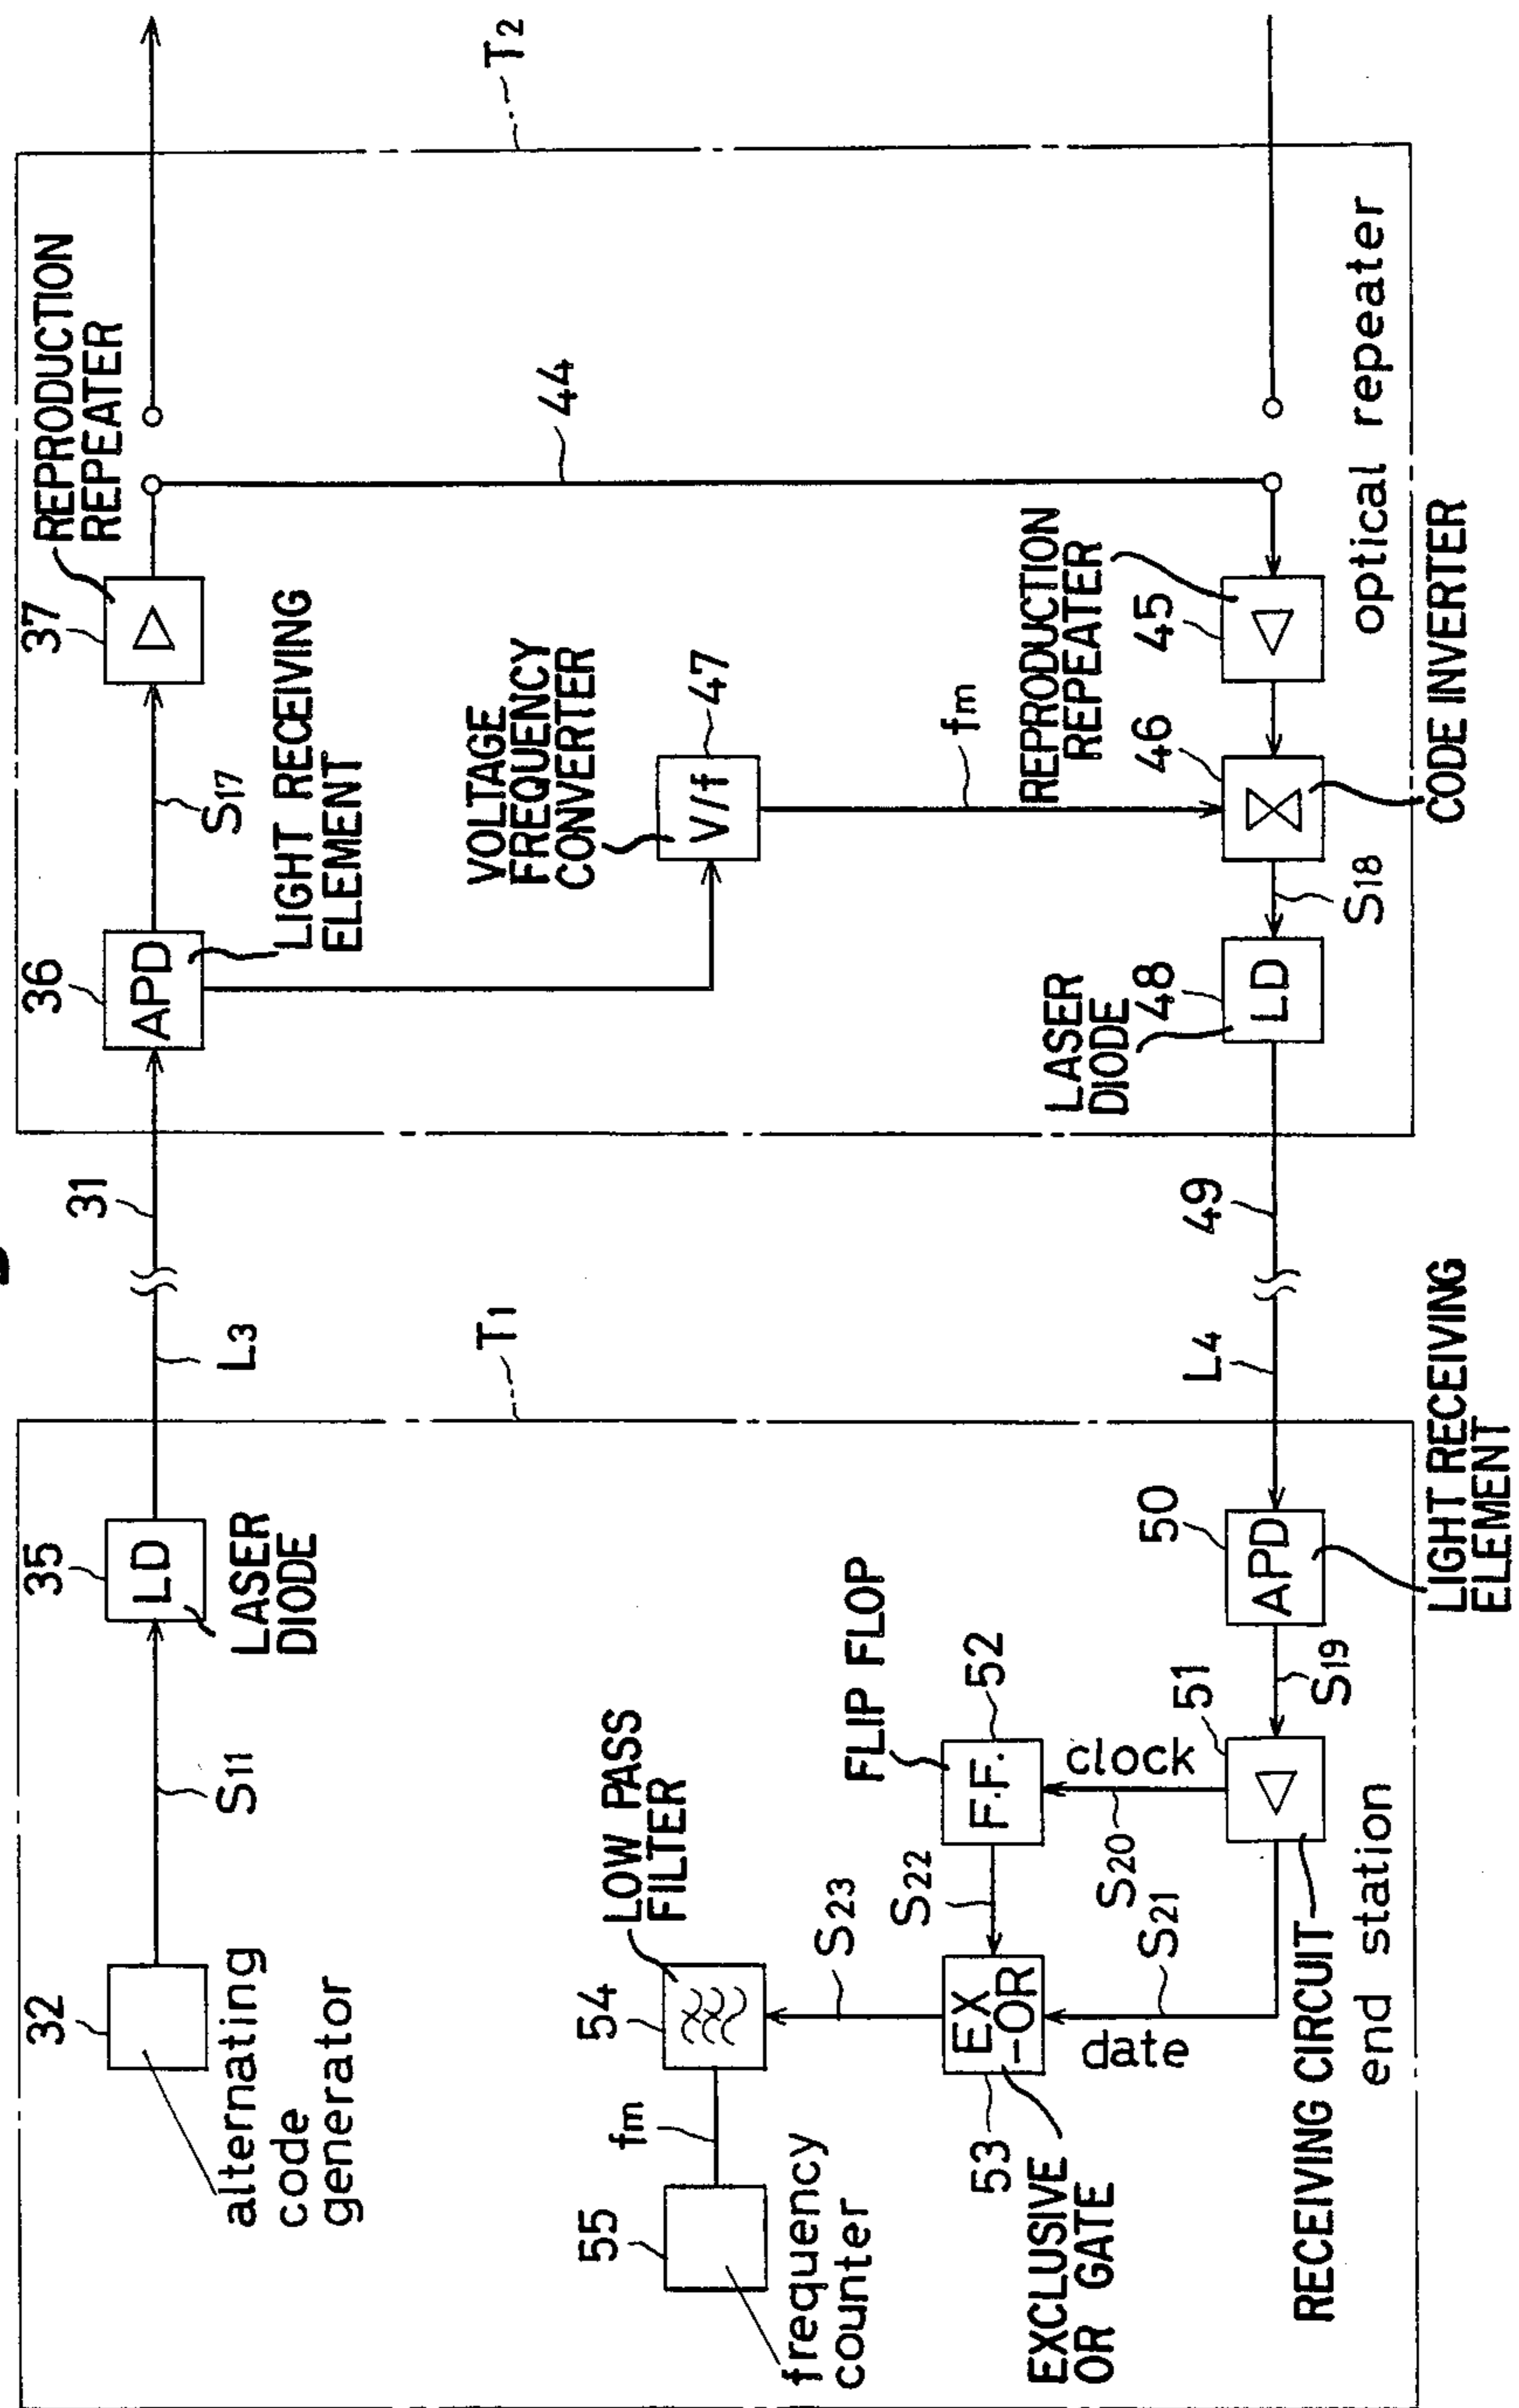 32
alternating
code
generator
S11
35
LD
LASER
DIODE
L3
31
36
APD
LIGHT RECEIVING
ELEMENT
S17
37
REPRODUCTION
REPEATER
44
T1
T2
VOLTAGE
FREQUENCY
CONVERTER
V/f
47
fm
REPRODUCTION
REPEATER
45
46
CODE INVERTER
S18
LASER
DIODE
48
LD
optical repeater
49
L4
50
APD
LIGHT RECEIVING
ELEMENT
S19
51
RECEIVING CIRCUIT
clock
S20
FLIP FLOP
52
F.F.
S22
date
S21
EX
-OR
53
EXCLUSIVE
OR GATE
S23
LOW PASS
FILTER
54
fm
55
frequency
counter
end station